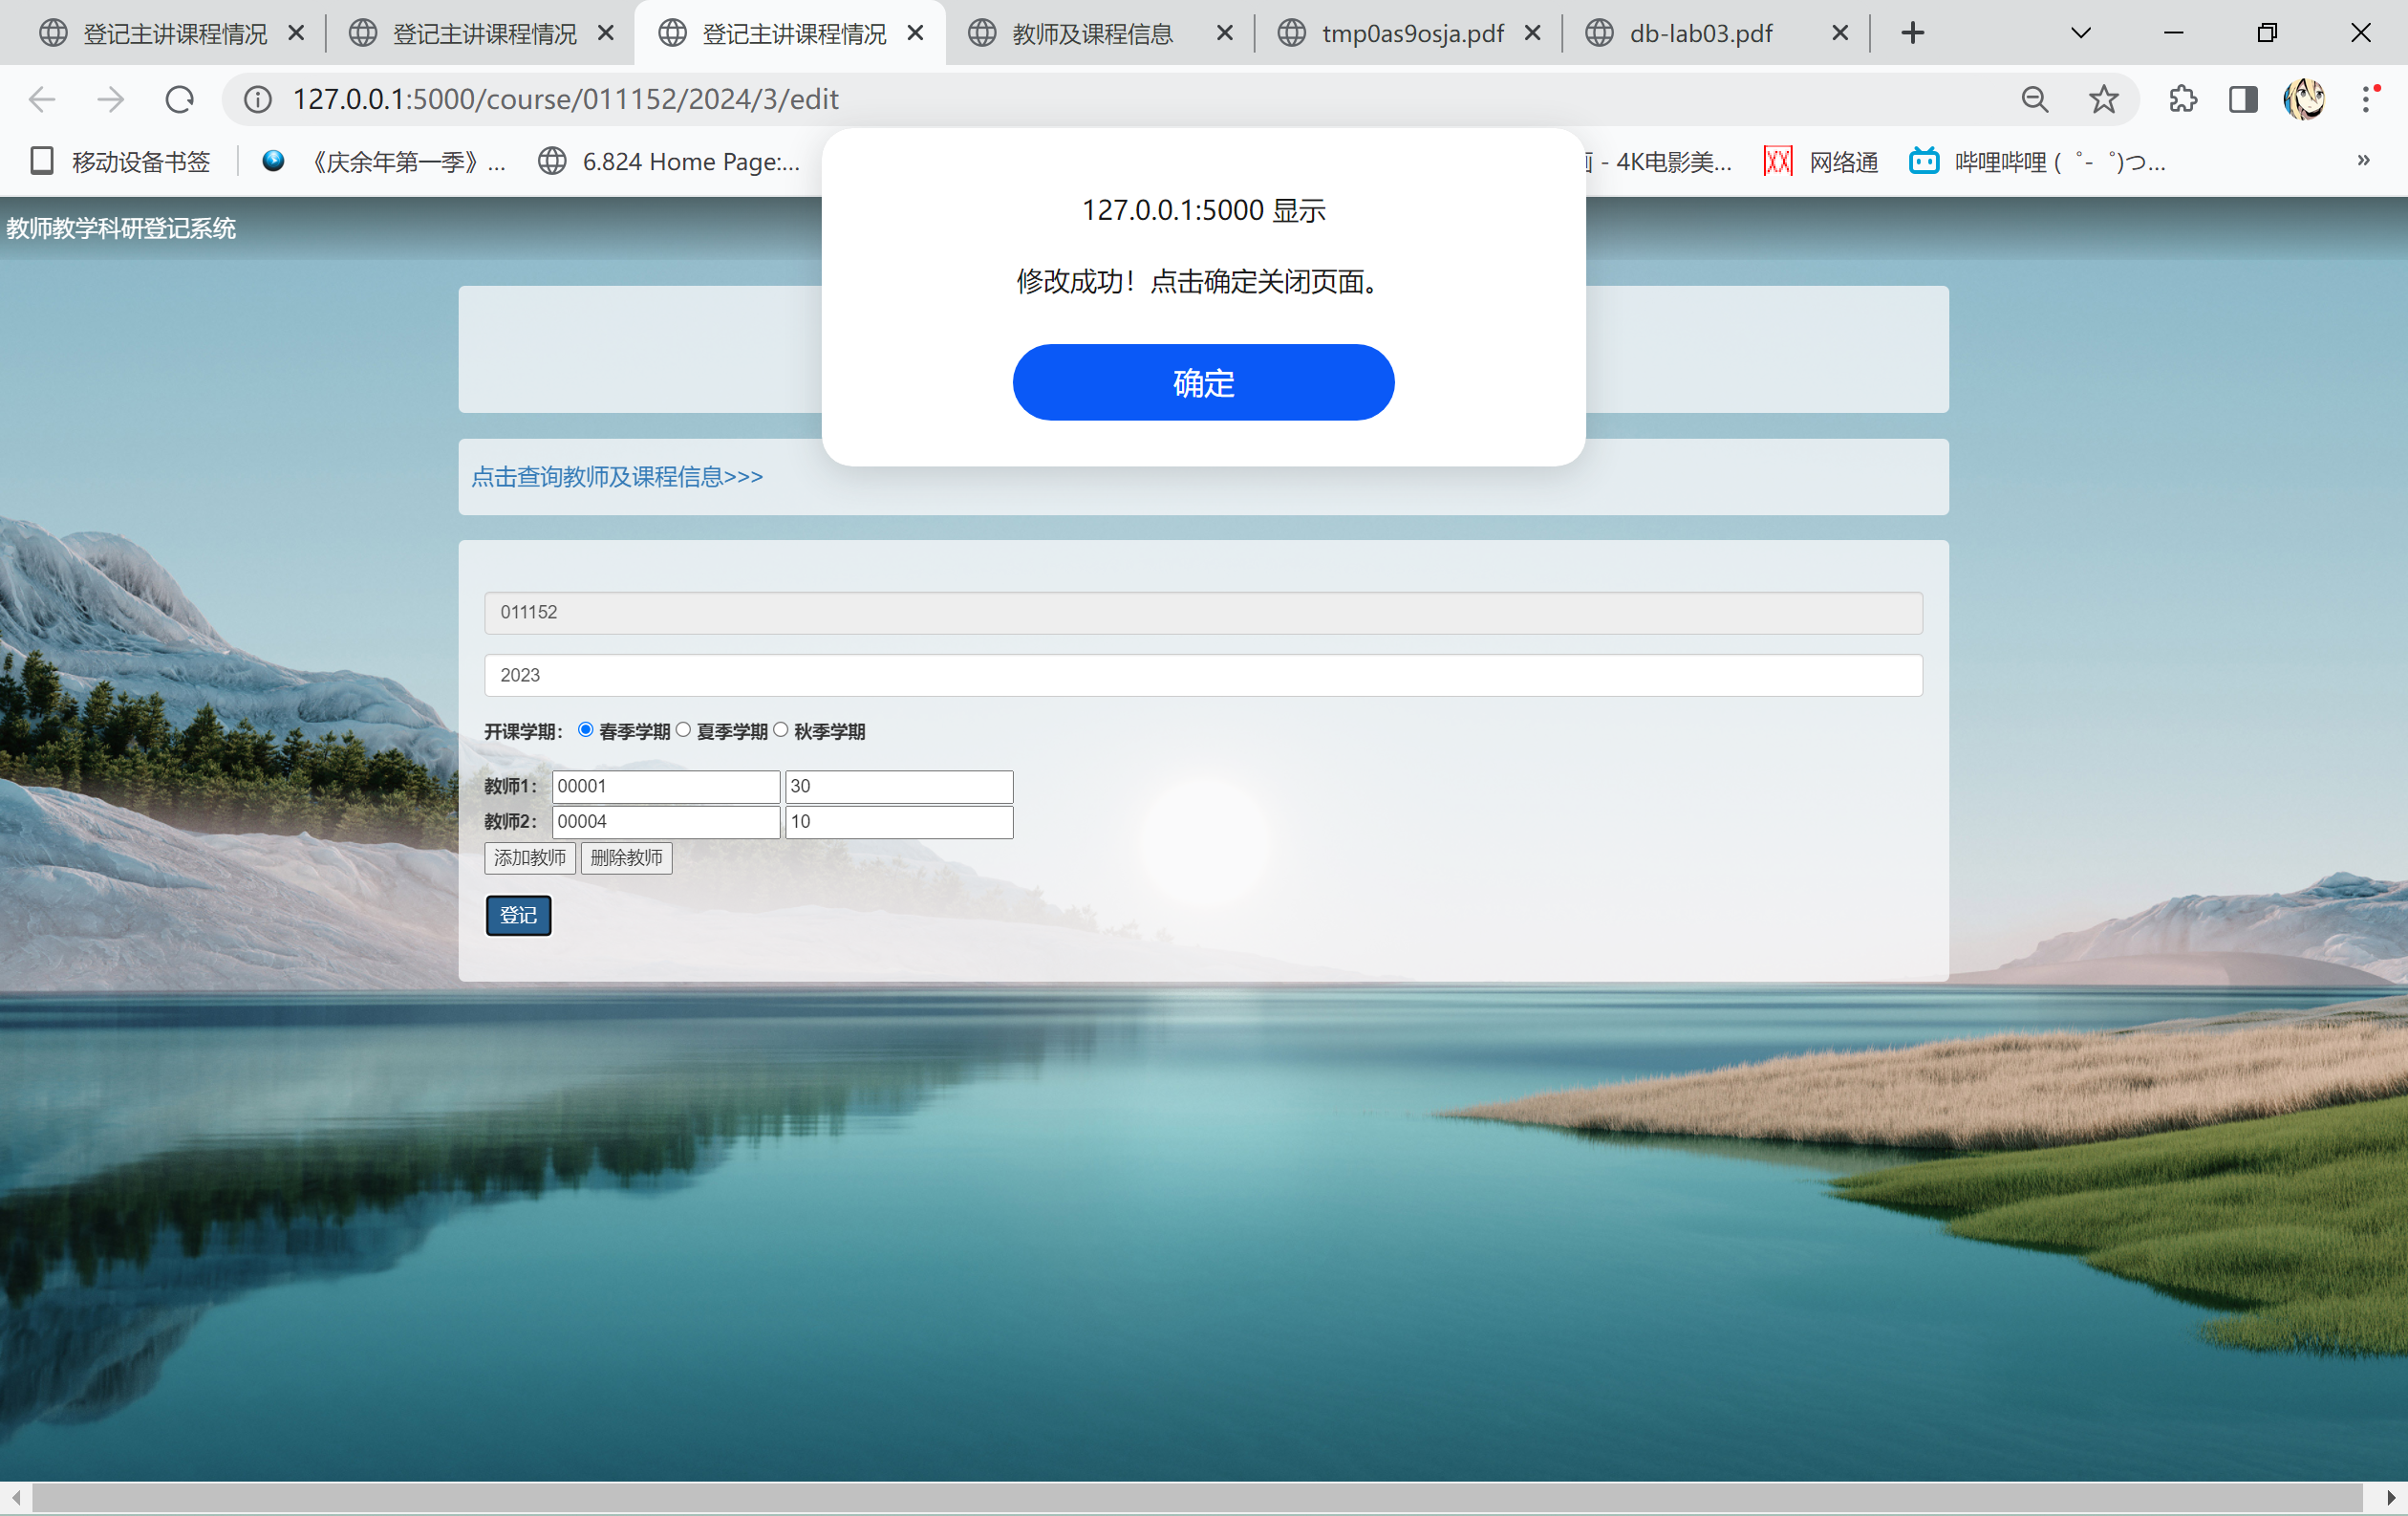 登记主讲课程情况
登记主讲课程情况
登记主讲课程情况
教师及课程信息
tmp0as9osja.pdf
db-lab03.pdf
127.0.0.1:5000/course/011152/2024/3/edit
移动设备书签
《庆余年第一季》...
6.824 Home Page:...
- 4K电影美...
网络通
哔哩哔哩 (゜-゜)つ...
»
教师教学科研登记系统
127.0.0.1:5000 显示
修改成功！点击确定关闭页面。
确定
点击查询教师及课程信息>>>
011152
2023
开课学期： 春季学期 夏季学期 秋季学期
教师1： 00001 30
教师2： 00004 10
添加教师 删除教师
登记